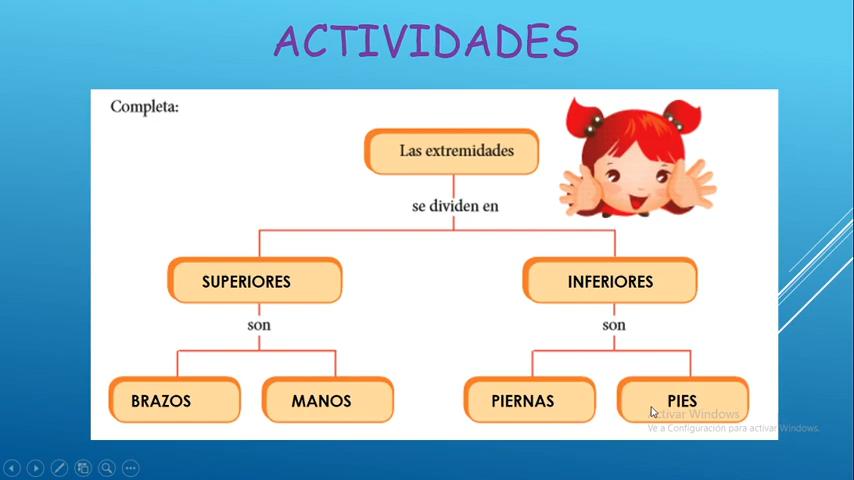 ACTIVIDADES
Completa:
Las extremidades
se dividen en
SUPERIORES
INFERIORES
son
son
BRAZOS
MANOS
PIERNAS
PIES
Activar Windows
Ve a Configuración para activar Windows.